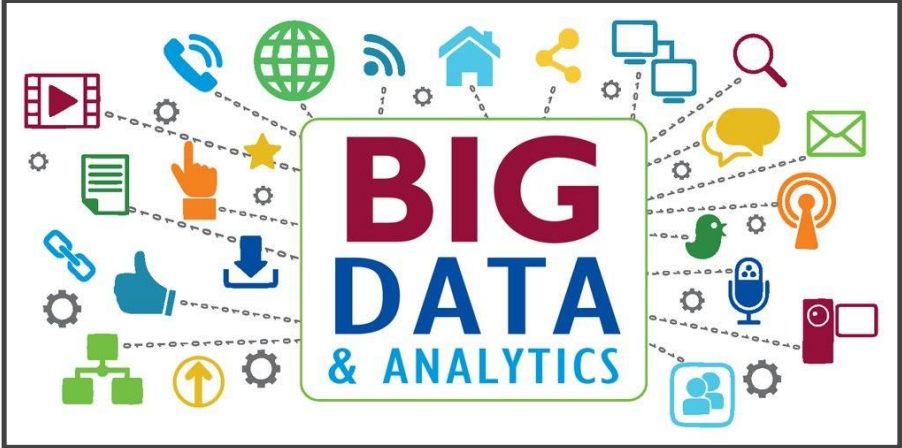 BIG
DATA
& ANALYTICS